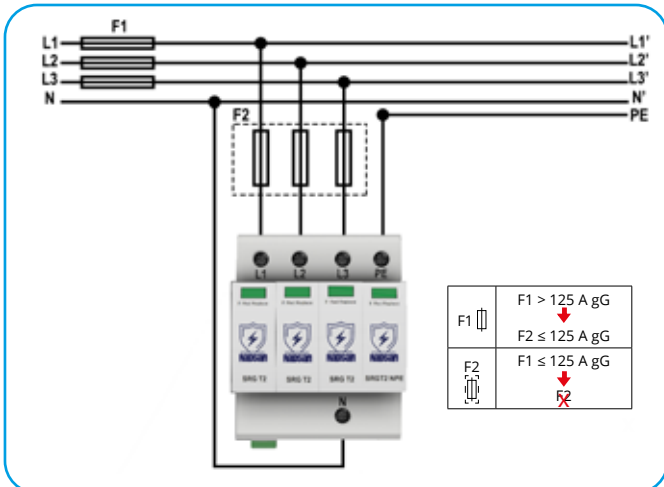 F1
L1 L1'
L2 L2'
L3 L3'
N N'
PE
F2
L1 L2 L3 PE
SRG T2 SRG T2 SRG T2 SRGT2 NPE
N
F1 F1 > 125 A gG
F2 ≤ 125 A gG
F2 F1 ≤ 125 A gG
F2